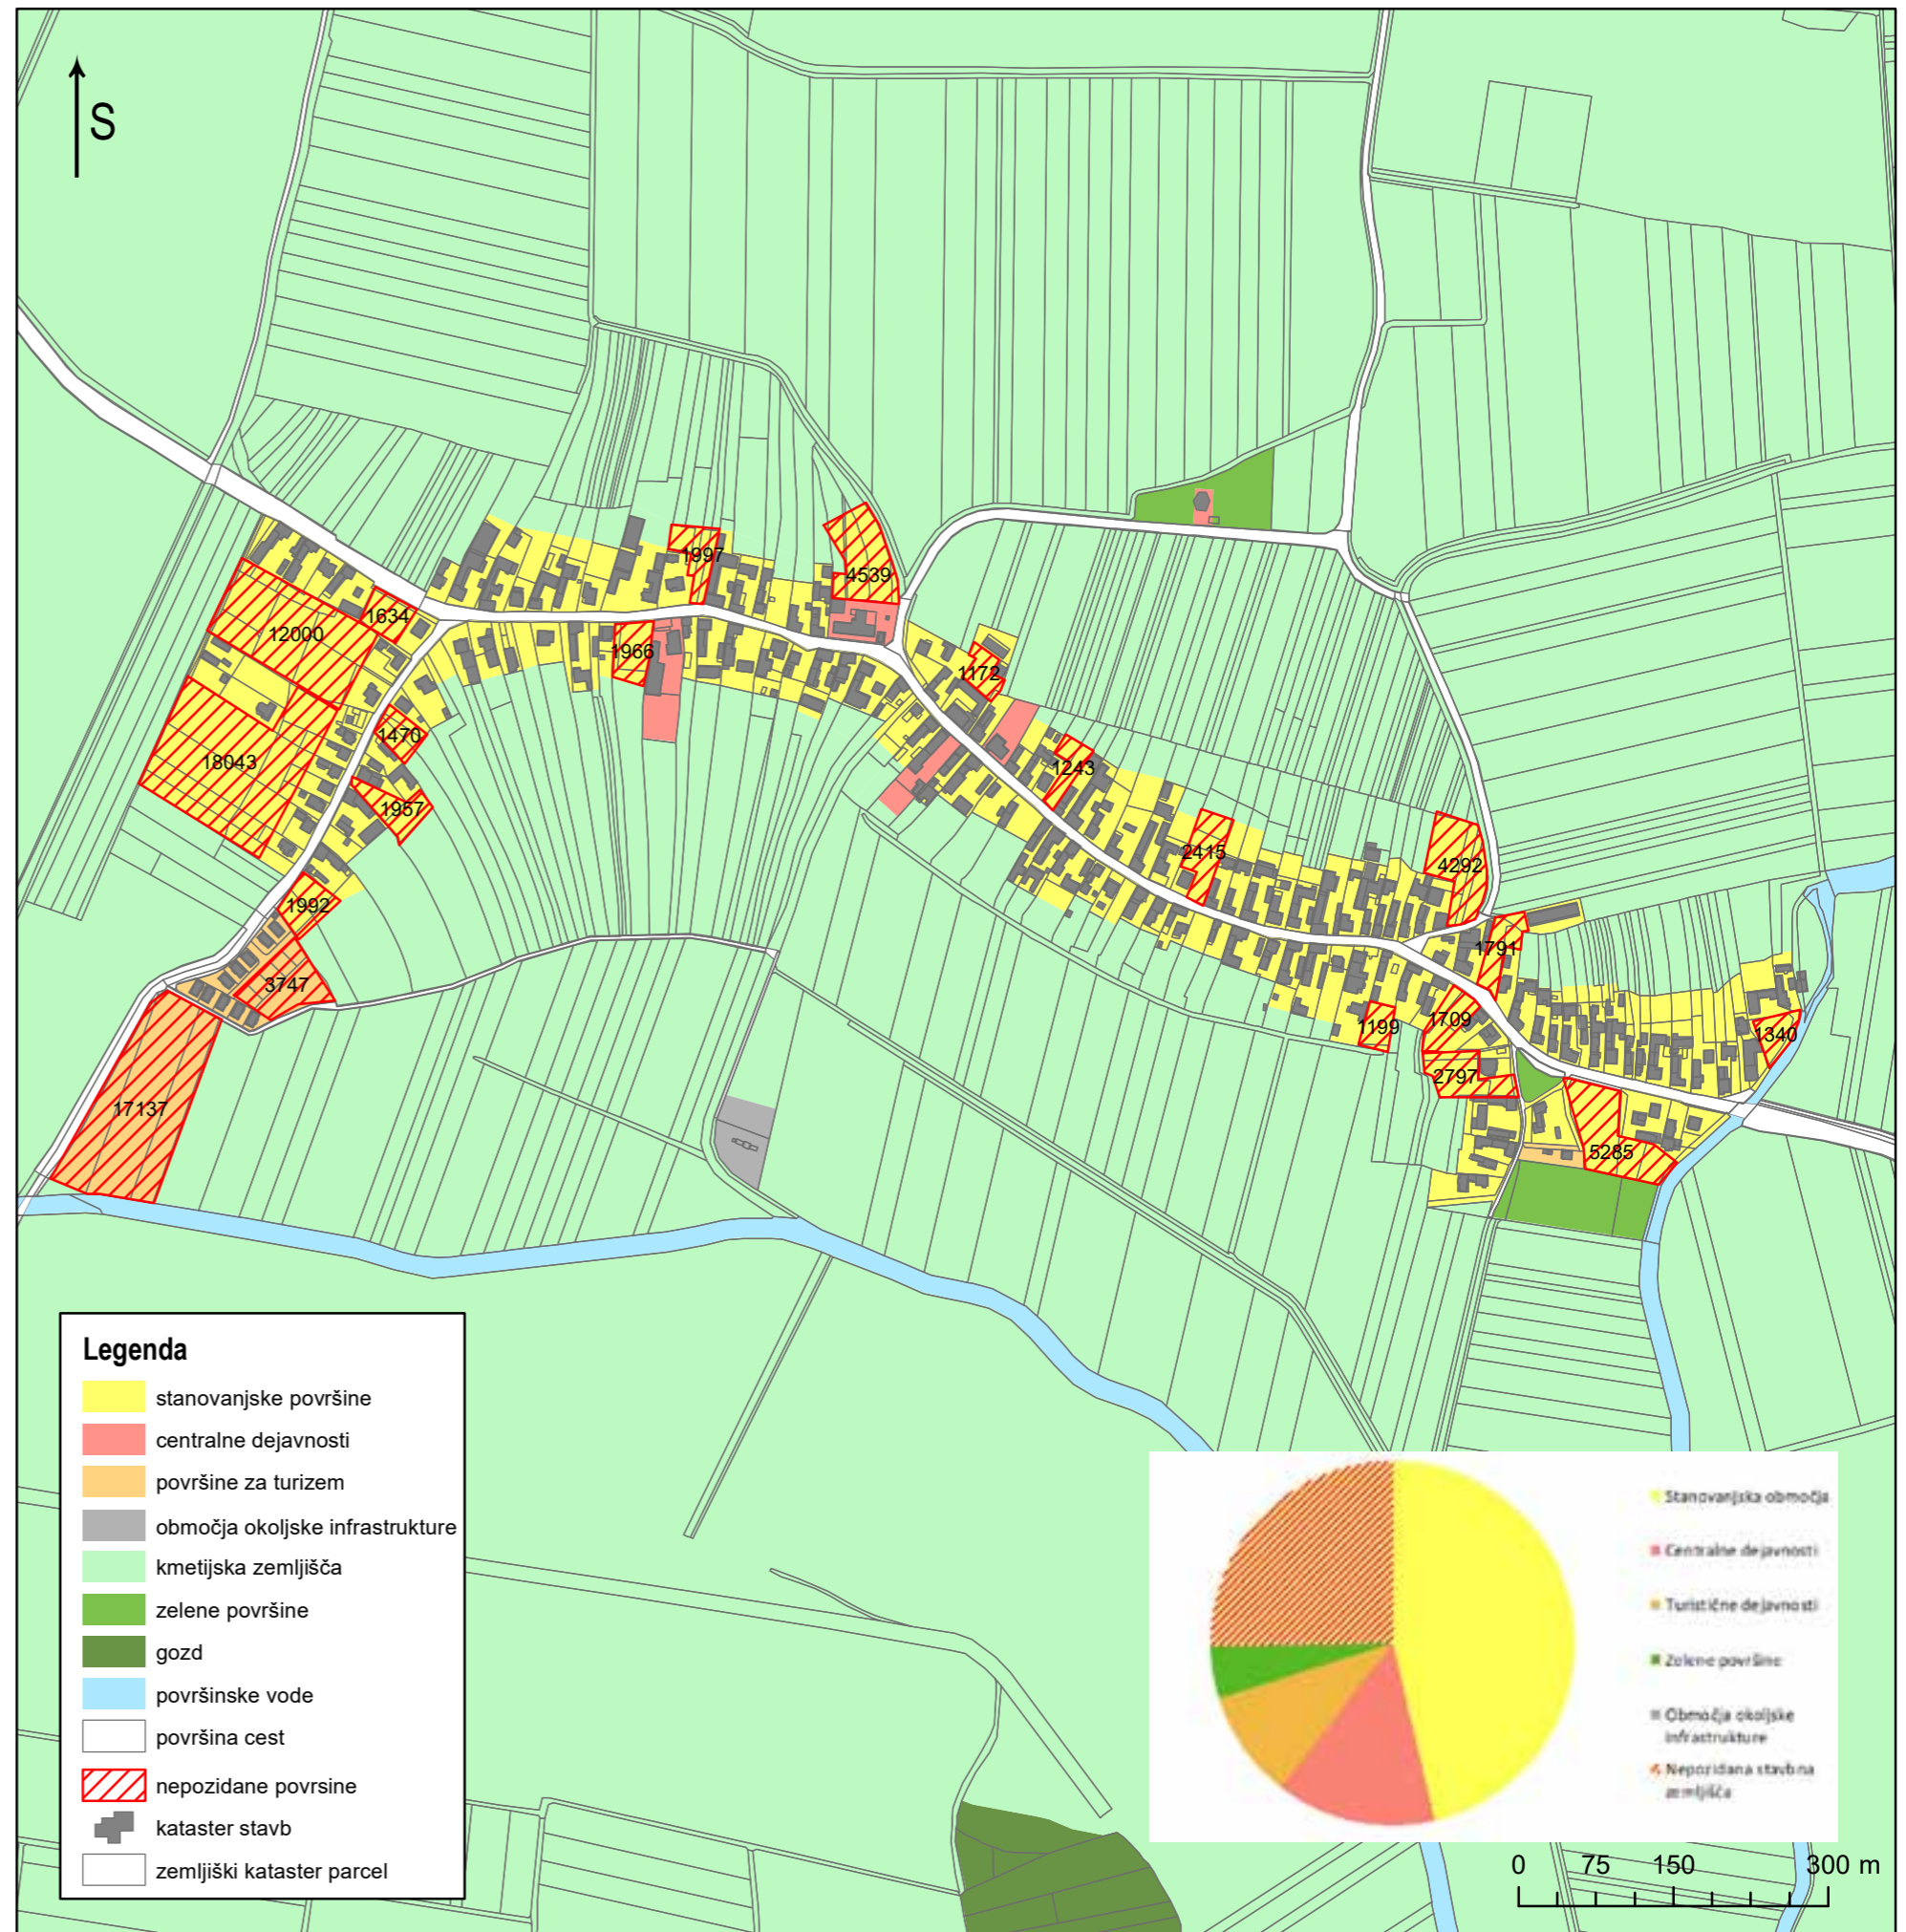 S
1997
4539
1634
12000
1966
1172
1470
18043
1243
1957
2415
4292
1992
1791
3747
1199
1709
1340
2797
17137
5285
Legenda
stanovanjske površine
centralne dejavnosti
površine za turizem
območja okoljske infrastrukture
kmetijska zemljišča
zelene površine
gozd
površinske vode
površina cest
nepozidane povrsine
kataster stavb
zemljiški kataster parcel
Stanovanjska območja
Centralne dejavnosti
Turistične dejavnosti
Zelene površine
Območja okoljske
infrastrukture
Nepozidana stavbna
zemljišča
0 75 150 300 m